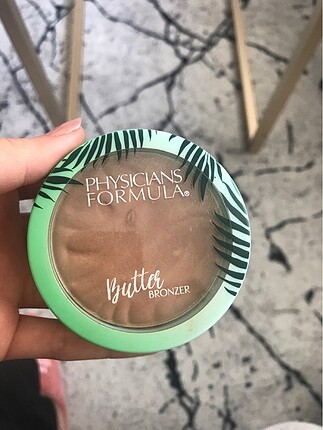 PHYSICIANS
FORMULA®
Butter
BRONZER